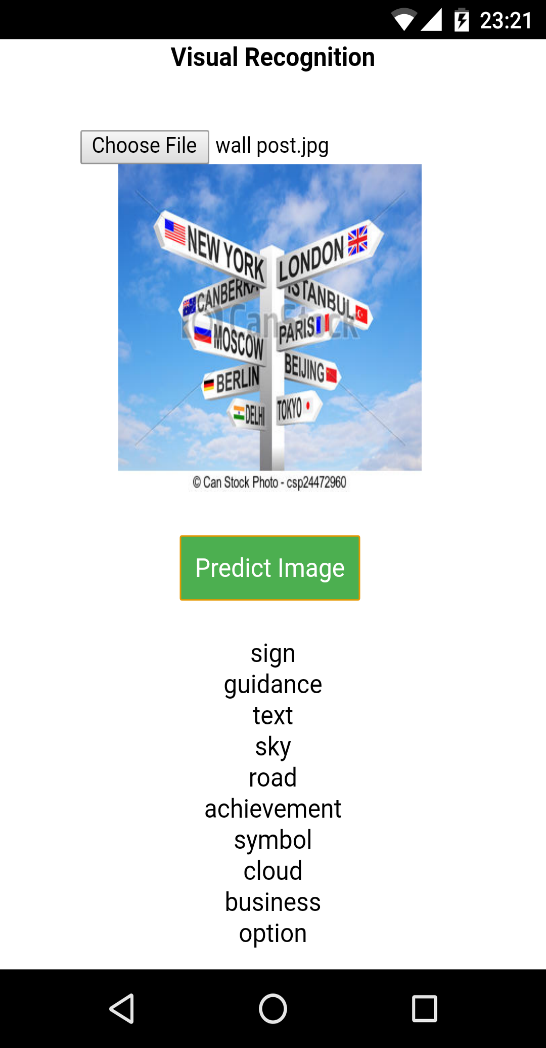 23:21
Visual Recognition
Choose File wall post.jpg
NEW YORK
LONDON
CANBERRA
ISTANBUL
(c) CanStock
MOSCOW
PARIS
BERLIN
BEIJING
DELHI
TOKYO
© Can Stock Photo - csp24472960
Predict Image
sign
guidance
text
sky
road
achievement
symbol
cloud
business
option